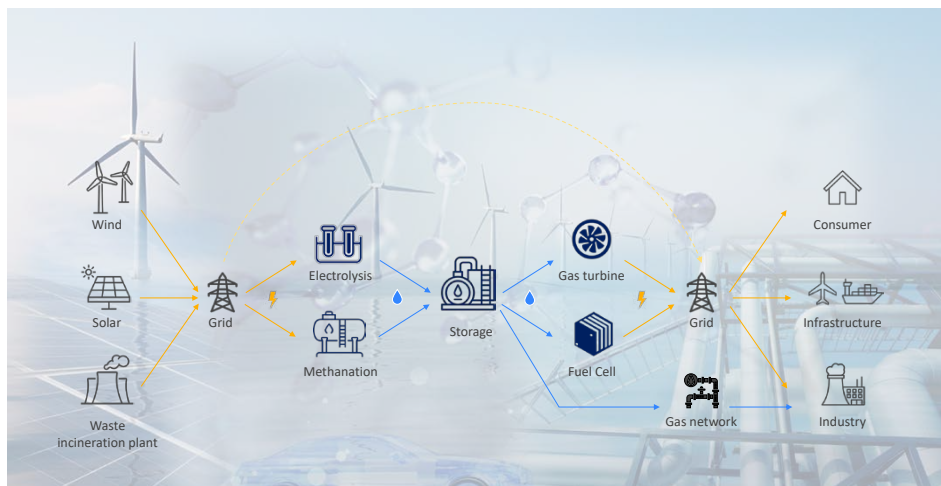 Wind
Solar
Waste
incineration plant
Grid
Electrolysis
Methanation
Storage
Gas turbine
Fuel Cell
Gas network
Grid
Consumer
Infrastructure
Industry